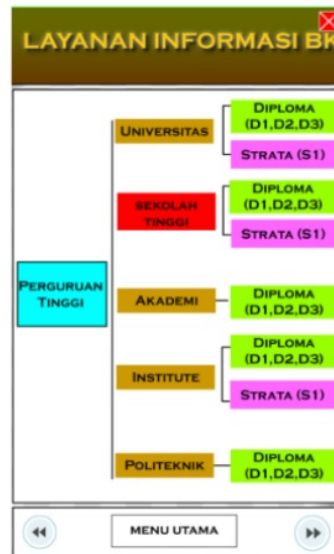 LAYANAN INFORMASI BK
UNIVERSITAS
DIPLOMA
(D1,D2,D3)
STRATA (S1)
SEKOLAH
TINGGI
DIPLOMA
(D1,D2,D3)
STRATA (S1)
PERGURUAN
TINGGI
AKADEMI
DIPLOMA
(D1,D2,D3)
INSTITUTE
DIPLOMA
(D1,D2,D3)
STRATA (S1)
POLITEKNIK
DIPLOMA
(D1,D2,D3)
MENU UTAMA